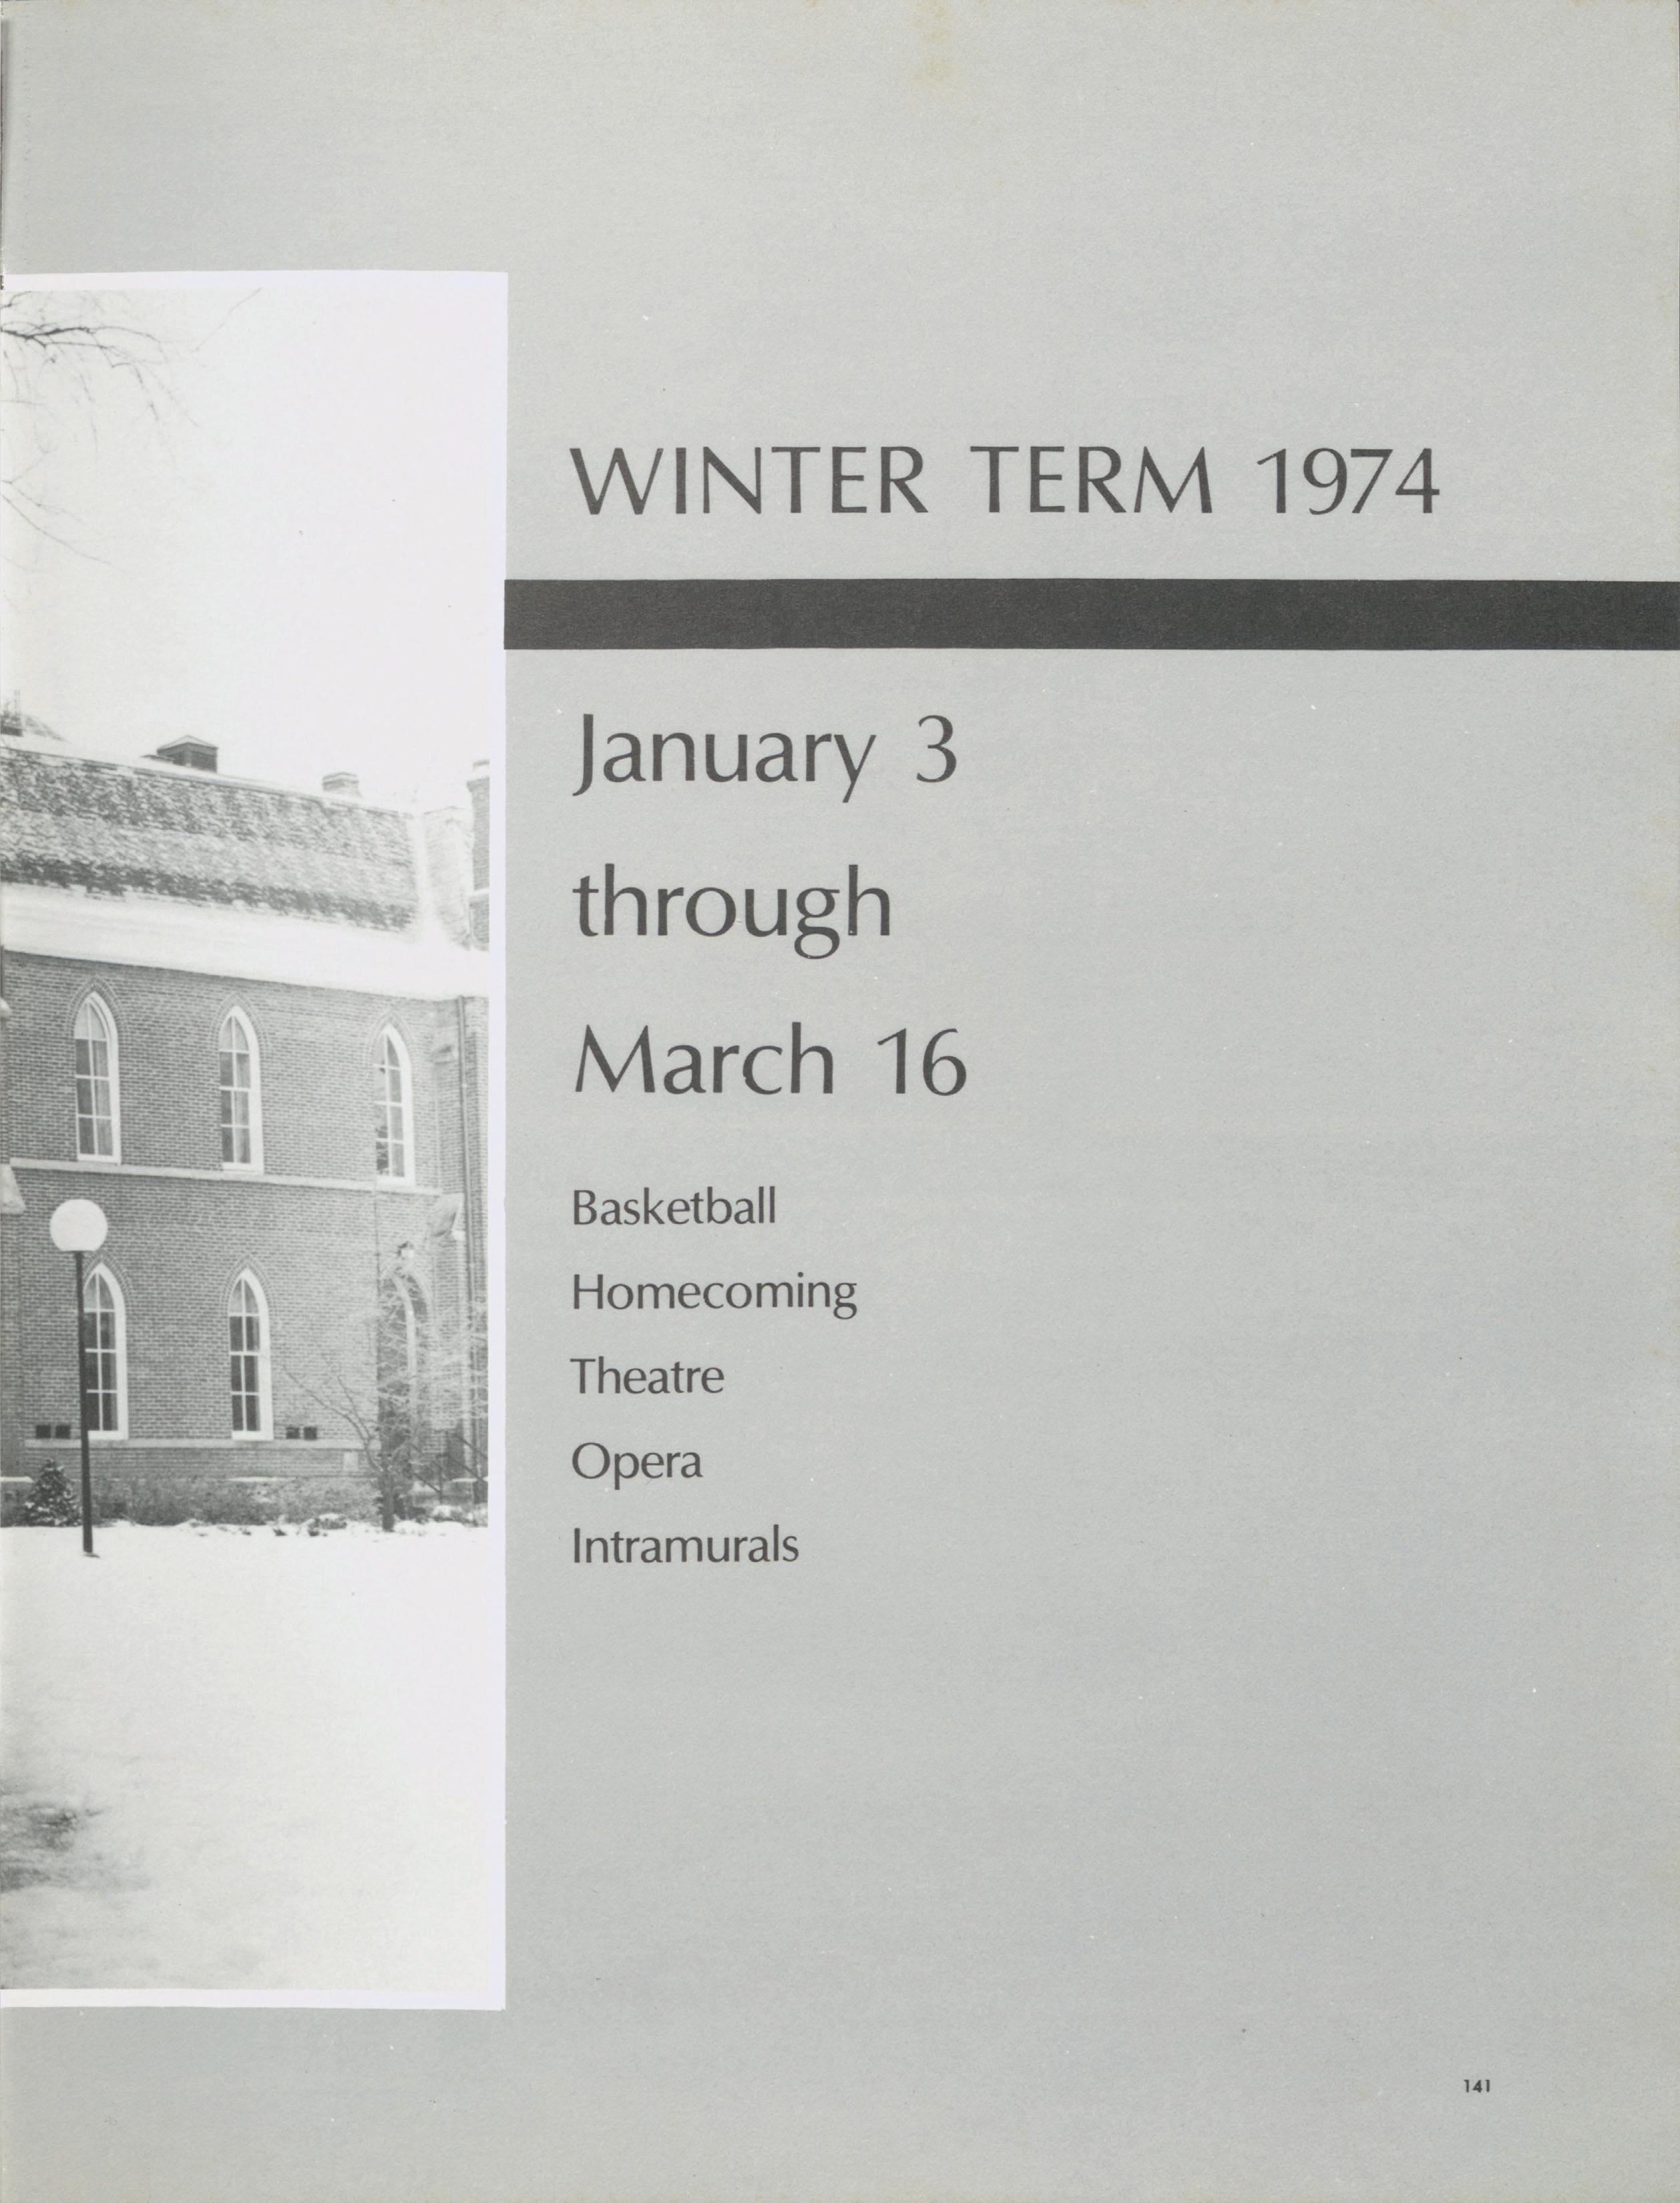 WINTER TERM 1974
January 3
through
March 16
Basketball
Homecoming
Theatre
Opera
Intramurals
141